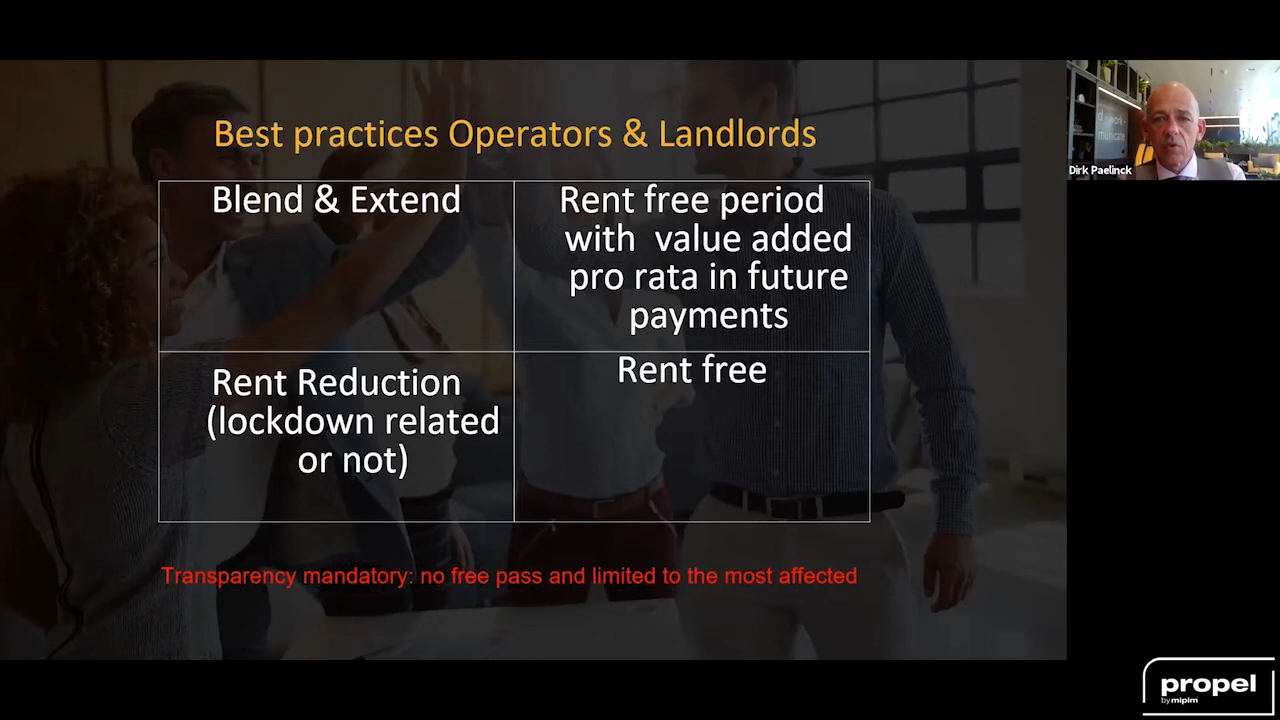 Best practices Operators & Landlords
Blend & Extend
Rent free period
with value added
pro rata in future
payments
Rent Reduction
(lockdown related
or not)
Rent free
Transparency mandatory: no free pass and limited to the most affected
Dirk Paelinck
propel
by mipim